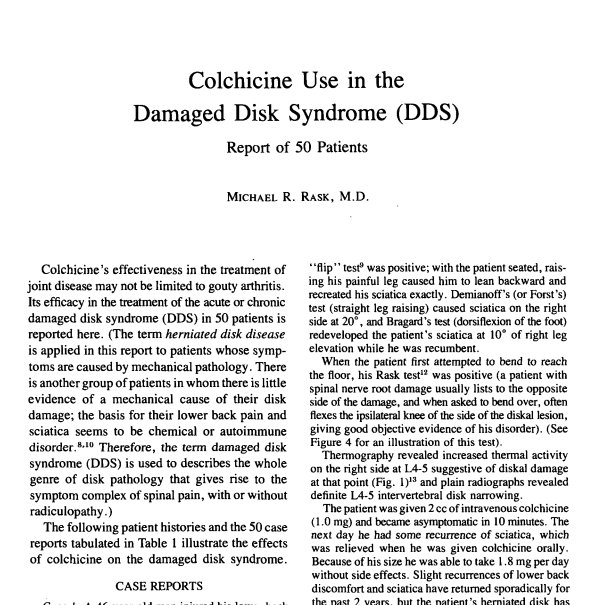 Colchicine Use in the
Damaged Disk Syndrome (DDS)
Report of 50 Patients
MICHAEL R. RASK, M.D.
Colchicine's effectiveness in the treatment of
joint disease may not be limited to gouty arthritis.
Its efficacy in the treatment of the acute or chronic
damaged disk syndrome (DDS) in 50 patients is
reported here. (The term herniated disk disease
is applied in this report to patients whose symp-
toms are caused by mechanical pathology. There
is another group of patients in whom there is little
evidence of a mechanical cause of their disk
damage; the basis for their lower back pain and
sciatica seems to be chemical or autoimmune
disorder.8,10 Therefore, the term damaged disk
syndrome (DDS) is used to describe the whole
genre of disk pathology that gives rise to the
symptom complex of spinal pain, with or without
radiculopathy.)
The following patient histories and the 50 case
reports tabulated in Table 1 illustrate the effects
of colchicine on the damaged disk syndrome.
CASE REPORTS
"flip" test9 was positive; with the patient seated, rais-
ing his painful leg caused him to lean backward and
recreated his sciatica exactly. Demianoff's (or Forst's)
test (straight leg raising) caused sciatica on the right
side at 20°, and Bragard's test (dorsiflexion of the foot)
redeveloped the patient's sciatica at 10° of right leg
elevation while he was recumbent.
When the patient first attempted to bend to reach
the floor, his Rask test12 was positive (a patient with
spinal nerve root damage usually lists to the opposite
side of the damage, and when asked to bend over, often
flexes the ipsilateral knee of the side of the diskal lesion,
giving good objective evidence of his disorder). (See
Figure 4 for an illustration of this test).
Thermography revealed increased thermal activity
on the right side at L4-5 suggestive of diskal damage
at that point (Fig. 1)13 and plain radiographs revealed
definite L4-5 intervertebral disk narrowing.
The patient was given 2 cc of intravenous colchicine
(1.0 mg) and became asymptomatic in 10 minutes. The
next day he had some recurrence of sciatica, which
was relieved when he was given colchicine orally.
Because of his size he was able to take 1.8 mg per day
without side effects. Slight recurrences of lower back
discomfort and sciatica have returned sporadically for
the past 2 years, but the patient's herniated disk has